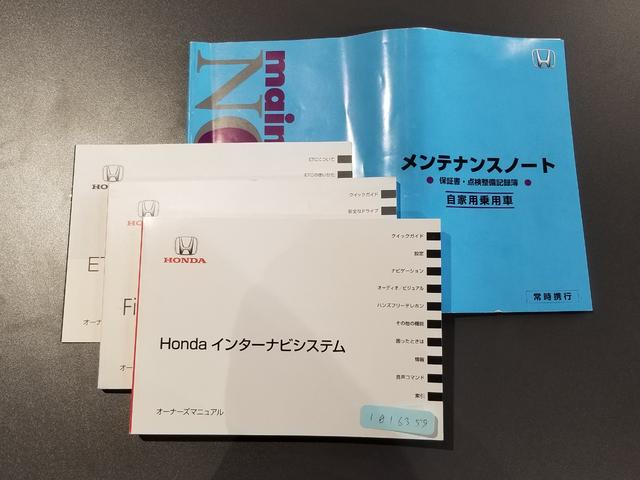 main
メンテナンスノート
保証書・点検整備記録簿
自家用乗用車
常時携行
ETCについて
ETCの使いかた
HONDA
ET
オーナー
クイックガイド
安全なドライブ
HONDA
Fi
オー
クイックガイド
設定
ナビゲーション
オーディオ/ビジュアル
ハンズフリーテレホン
その他の機能
困ったときは
情報
音声コマンド
索引
HONDA
Honda インターナビシステム
オーナーズマニュアル
1816359